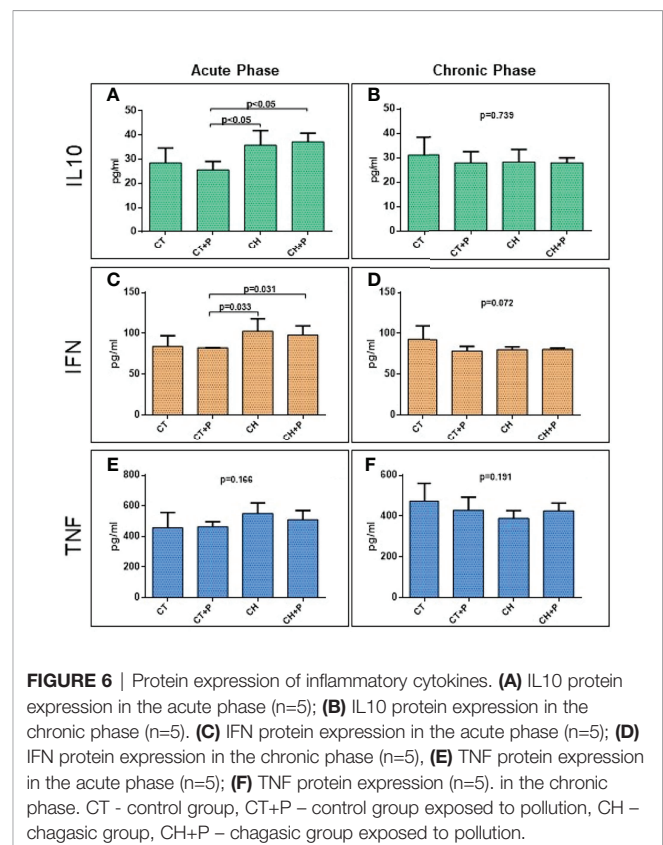 Acute Phase
Chronic Phase
IL10
A
pg/ml
50
40
30
20
10
0
p<0.05
p<0.05
CT
CT+P
CH
CH+P
B
pg/ml
50
40
30
20
10
0
p=0.739
CT
CT+P
CH
CH+P
IFN
C
pg/ml
150
100
50
0
p=0.031
p=0.033
CT
CT+P
CH
CH+P
D
pg/ml
150
100
50
0
p=0.072
CT
CT+P
CH
CH+P
TNF
E
pg/ml
800
600
400
200
0
p=0.166
CT
CT+P
CH
CH+P
F
pg/ml
600
400
200
0
p=0.191
CT
CT+P
CH
CH+P
FIGURE 6 | Protein expression of inflammatory cytokines. (A) IL10 protein
expression in the acute phase (n=5); (B) IL10 protein expression in the
chronic phase (n=5). (C) IFN protein expression in the acute phase (n=5); (D)
IFN protein expression in the chronic phase (n=5), (E) TNF protein expression
in the acute phase (n=5); (F) TNF protein expression (n=5). in the chronic
phase. CT - control group, CT+P – control group exposed to pollution, CH –
chagasic group, CH+P – chagasic group exposed to pollution.